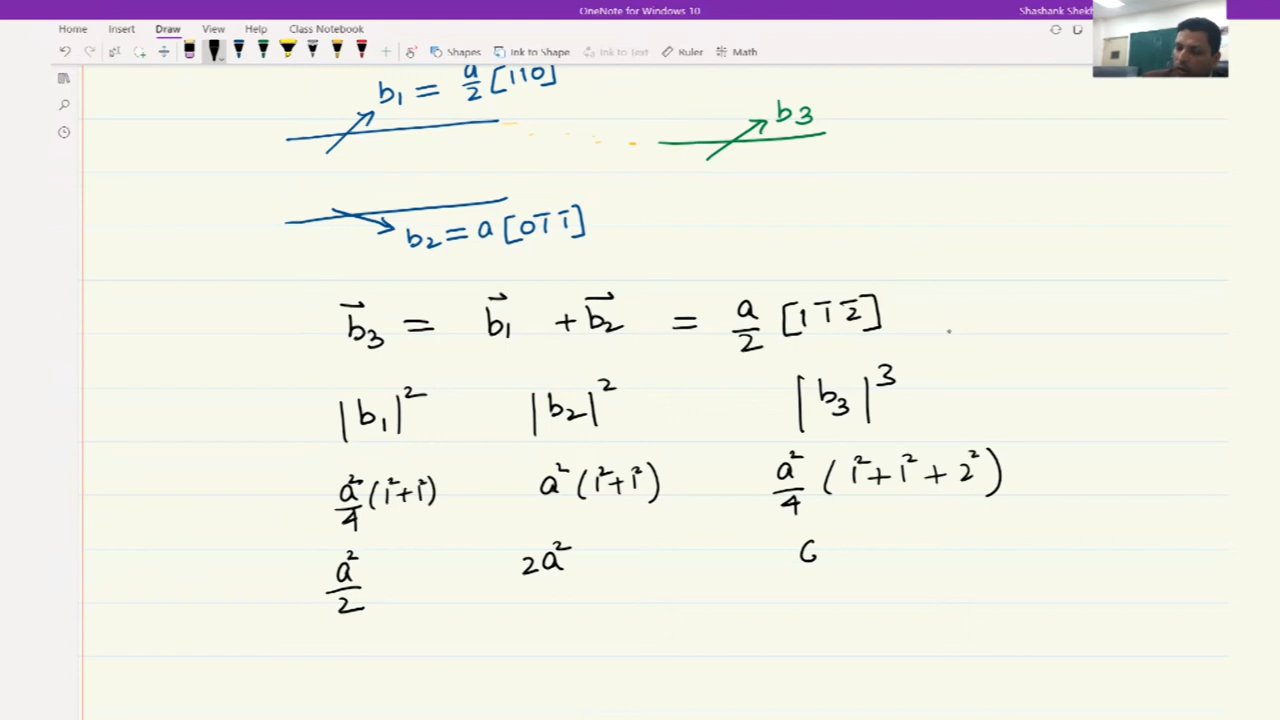 OneNote for Windows 10
Shashank Shekh
Home Insert Draw View Help Class Notebook
Shapes Ink to Shape Ink to Text Ruler Math
b₁ = a/2 [110]
b3
b₂ = a [01̄1̄]
b⃗₃ = b⃗₁ + b⃗₂ = a/2 [11̄2̄]
|b₁|² |b₂|² |b₃|³
a²/4 (1²+1²) a² (1²+1²) a²/4 (1²+1²+2²)
a²/2 2a² 6